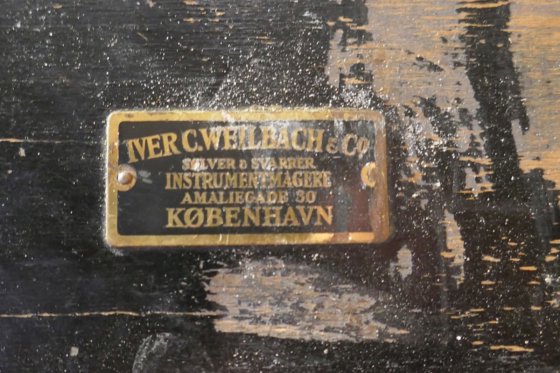 IVER C. WEILBACH & CO
SØLVER & SVARRER
INSTRUMENTMAGERE
AMALIEGADE 30
KØBENHAVN